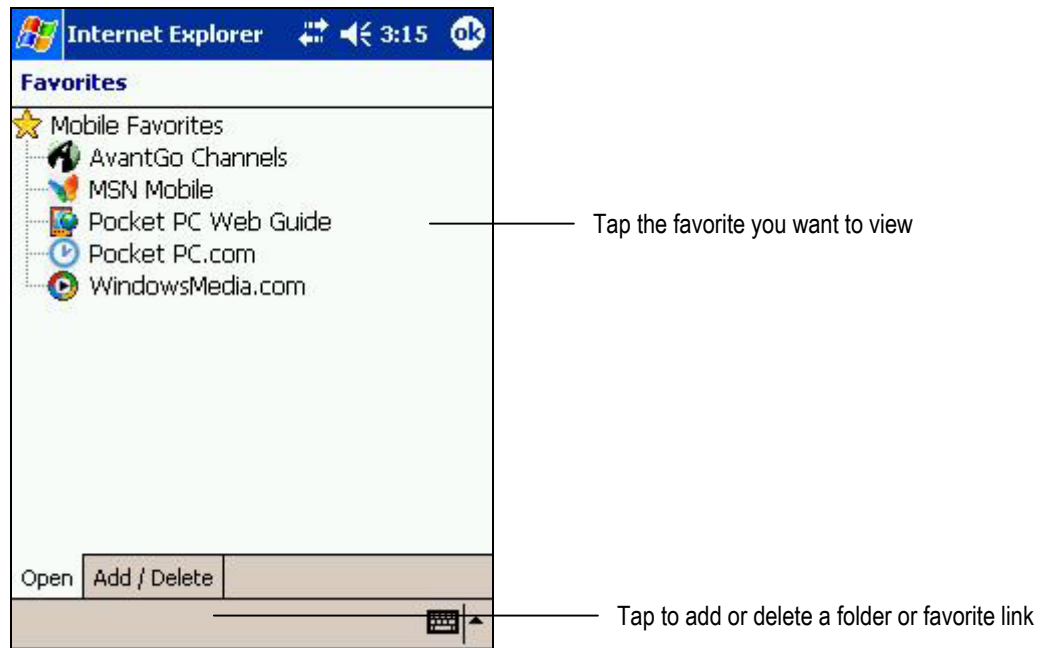 Internet Explorer 3:15 ok
Favorites
Mobile Favorites
AvantGo Channels
MSN Mobile
Pocket PC Web Guide
Tap the favorite you want to view
Pocket PC.com
WindowsMedia.com
Open Add / Delete
Tap to add or delete a folder or favorite link